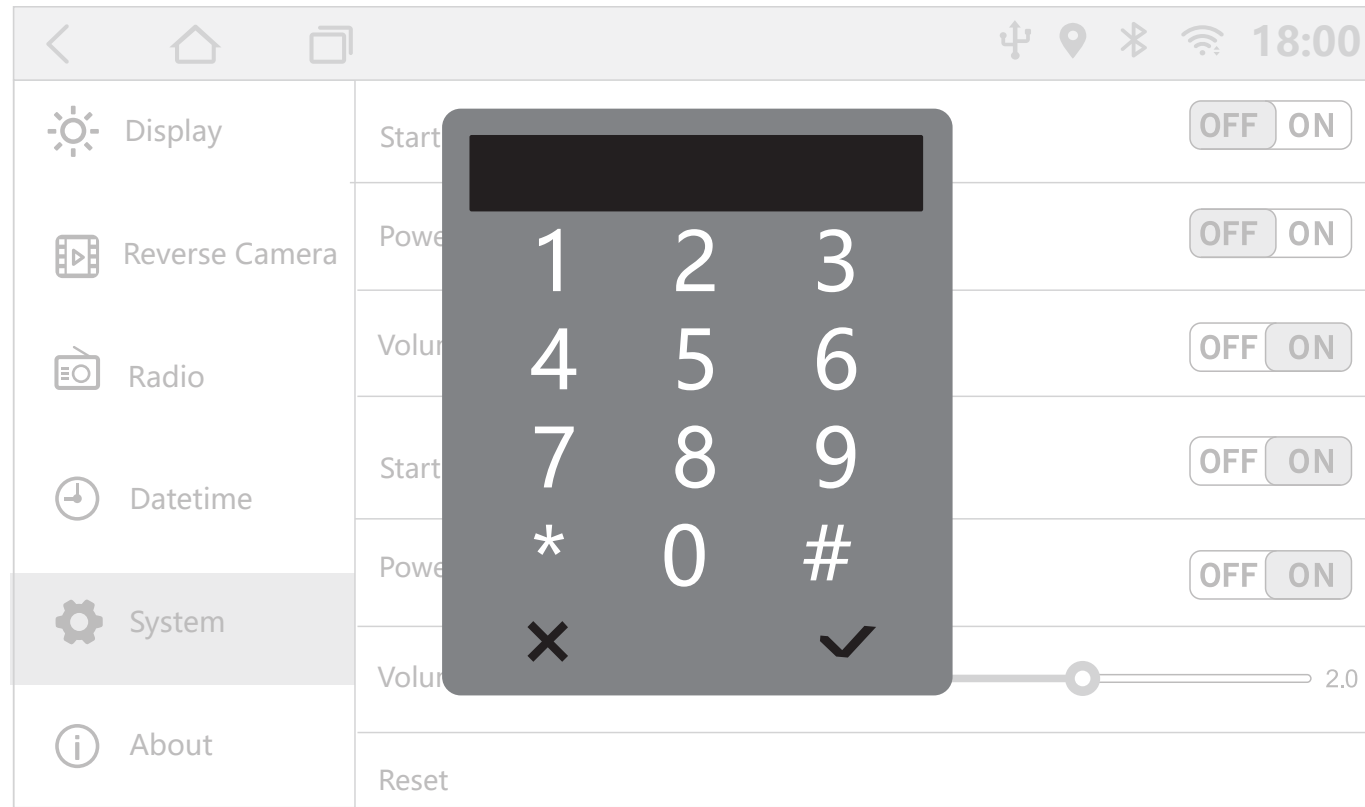 18:00
Display
Reverse Camera
Radio
Datetime
System
About
Start
OFF ON
Powe
OFF ON
Volu
OFF ON
Start
OFF ON
Powe
OFF ON
Volu
2.0
Reset
1 2 3
4 5 6
7 8 9
* 0 #